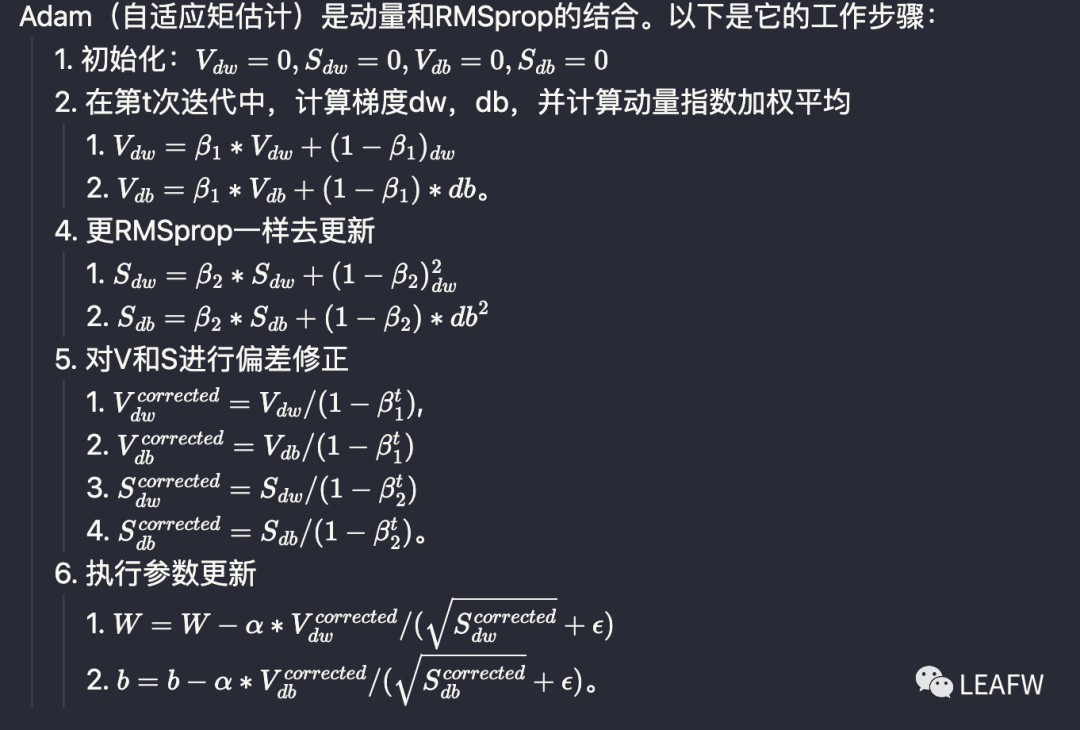 Adam（自适应矩估计）是动量和RMSprop的结合。以下是它的工作步骤：
1. 初始化：$V_{dw} = 0, S_{dw} = 0, V_{db} = 0, S_{db} = 0$
2. 在第t次迭代中，计算梯度dw，db，并计算动量指数加权平均
1. $V_{dw} = \beta_1 * V_{dw} + (1 - \beta_1)_{dw}$
2. $V_{db} = \beta_1 * V_{db} + (1 - \beta_1) * db$。
4. 更RMSprop一样去更新
1. $S_{dw} = \beta_2 * S_{dw} + (1 - \beta_2)^2_{dw}$
2. $S_{db} = \beta_2 * S_{db} + (1 - \beta_2) * db^2$
5. 对V和S进行偏差修正
1. $V_{dw}^{corrected} = V_{dw}/(1 - \beta_1^t)$,
2. $V_{db}^{corrected} = V_{db}/(1 - \beta_1^t)$
3. $S_{dw}^{corrected} = S_{dw}/(1 - \beta_2^t)$
4. $S_{db}^{corrected} = S_{db}/(1 - \beta_2^t)$。
6. 执行参数更新
1. $W = W - \alpha * V_{dw}^{corrected}/(\sqrt{S_{dw}^{corrected}} + \epsilon)$
2. $b = b - \alpha * V_{db}^{corrected}/(\sqrt{S_{db}^{corrected}} + \epsilon)$。
LEAFW